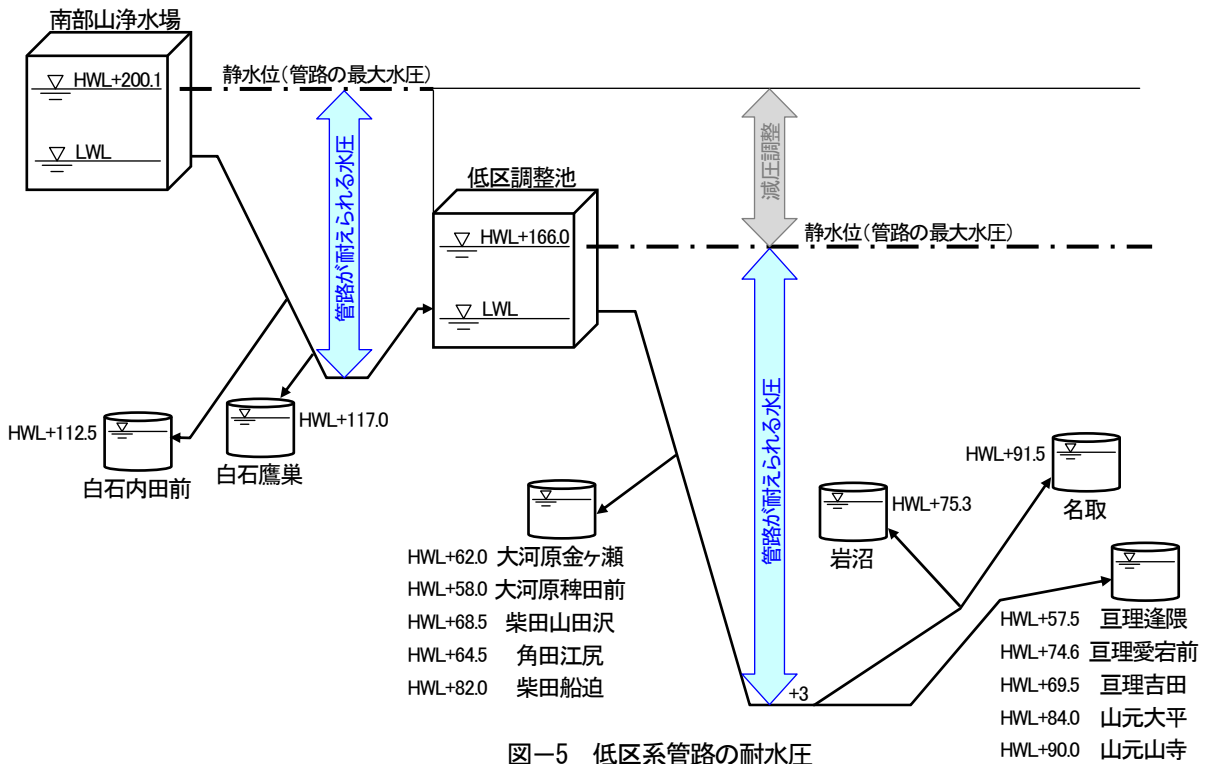 南部山浄水場
HWL+200.1
LWL
静水位(管路の最大水圧)
管路が耐えられる水圧
減圧調整
低区調整池
HWL+166.0
LWL
静水位(管路の最大水圧)
管路が耐えられる水圧
HWL+112.5
白石内田前
HWL+117.0
白石鷹巣
HWL+62.0 大河原金ヶ瀬
HWL+58.0 大河原稗田前
HWL+68.5 柴田山田沢
HWL+64.5 角田江尻
HWL+82.0 柴田船迫
+3
HWL+75.3
岩沼
HWL+91.5
名取
HWL+57.5 亘理逢隈
HWL+74.6 亘理愛宕前
HWL+69.5 亘理吉田
HWL+84.0 山元大平
HWL+90.0 山元山寺
図-5 低区系管路の耐水圧